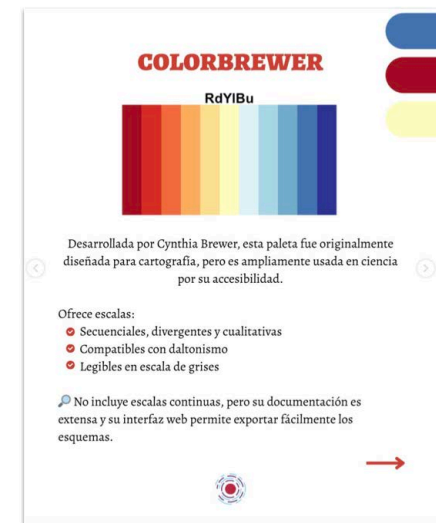 COLORBREWER
RdYlBu
Desarrollada por Cynthia Brewer, esta paleta fue originalmente
diseñada para cartografía, pero es ampliamente usada en ciencia
por su accesibilidad.
Ofrece escalas:
Secuenciales, divergentes y cualitativas
Compatibles con daltonismo
Legibles en escala de grises
🔎 No incluye escalas continuas, pero su documentación es
extensa y su interfaz web permite exportar fácilmente los
esquemas.